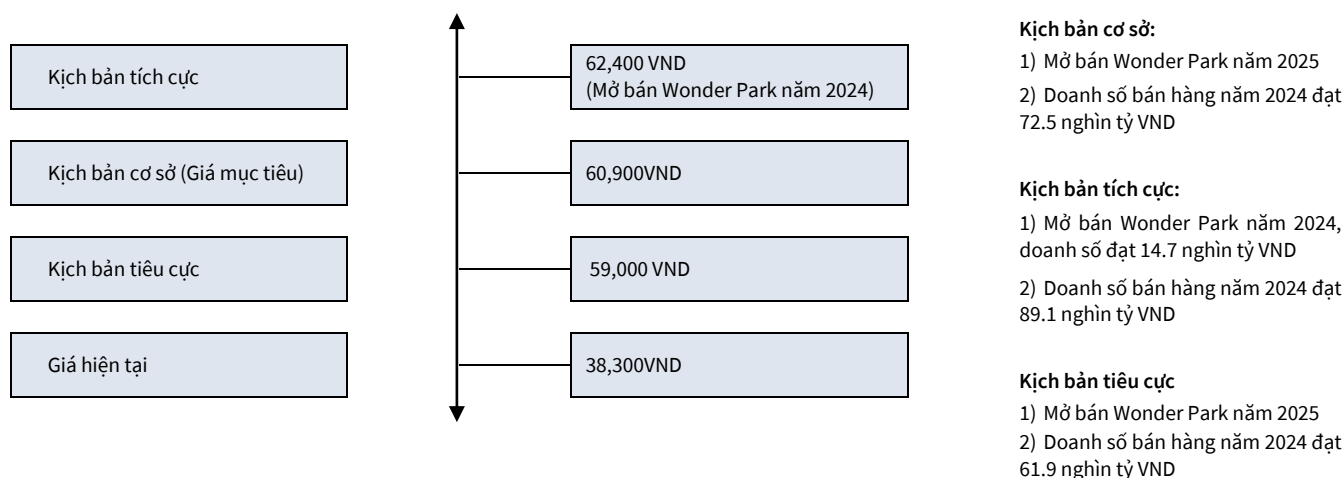 Kịch bản tích cực
62,400 VND
(Mở bán Wonder Park năm 2024)
Kịch bản cơ sở (Giá mục tiêu)
60,900VND
Kịch bản tiêu cực
59,000 VND
Giá hiện tại
38,300VND
Kịch bản cơ sở:
1) Mở bán Wonder Park năm 2025
2) Doanh số bán hàng năm 2024 đạt
72.5 nghìn tỷ VND
Kịch bản tích cực:
1) Mở bán Wonder Park năm 2024,
doanh số đạt 14.7 nghìn tỷ VND
2) Doanh số bán hàng năm 2024 đạt
89.1 nghìn tỷ VND
Kịch bản tiêu cực
1) Mở bán Wonder Park năm 2025
2) Doanh số bán hàng năm 2024 đạt
61.9 nghìn tỷ VND